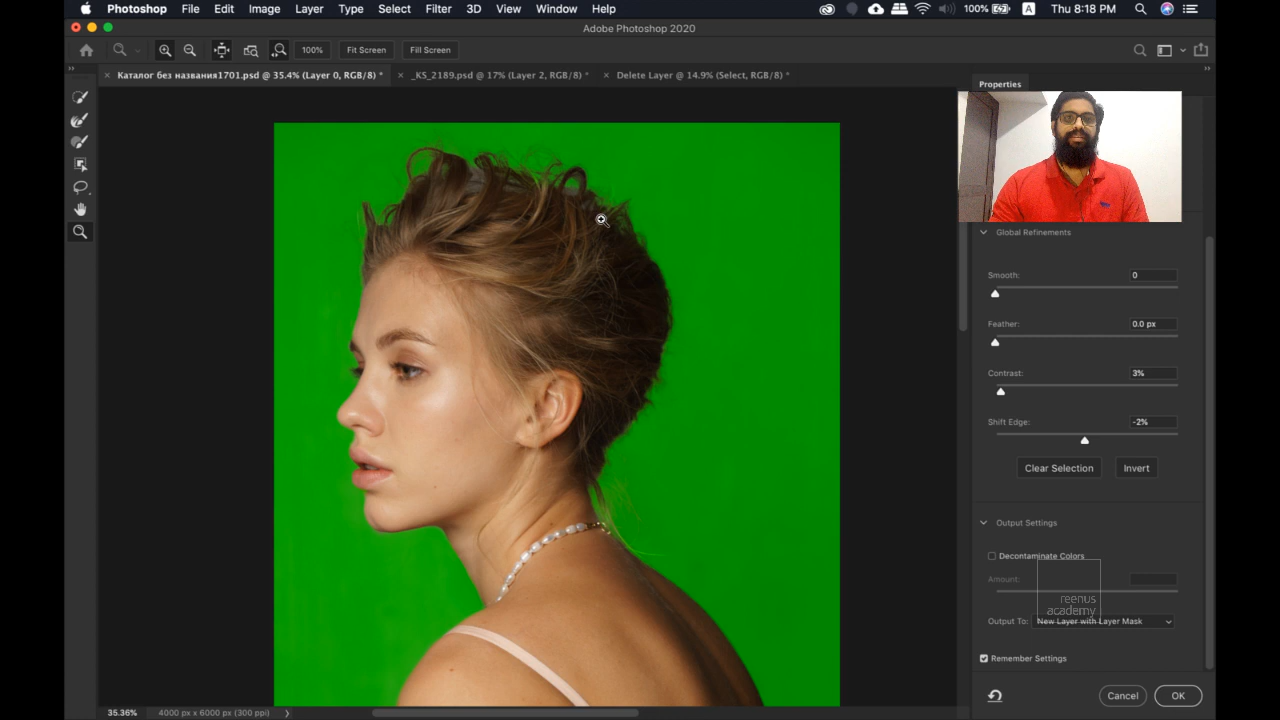 Photoshop File Edit Image Layer Type Select Filter 3D View Window Help 100% A Thu 8:18 PM
Adobe Photoshop 2020
100% Fit Screen Fill Screen
Каталог без названия1701.psd @ 35.4% (Layer 0, RGB/8) * _KS_2189.psd @ 17% (Layer 2, RGB/8) * Delete Layer @ 14.9% (Select, RGB/8) *
Properties
Global Refinements
Smooth: 0
Feather: 0.0 px
Contrast: 3%
Shift Edge: -2%
Clear Selection Invert
Output Settings
Decontaminate Colors
Amount:
reenus
academy
Output To: New Layer with Layer Mask
Remember Settings
Cancel OK
35.36% 4000 px x 6000 px (300 ppi)